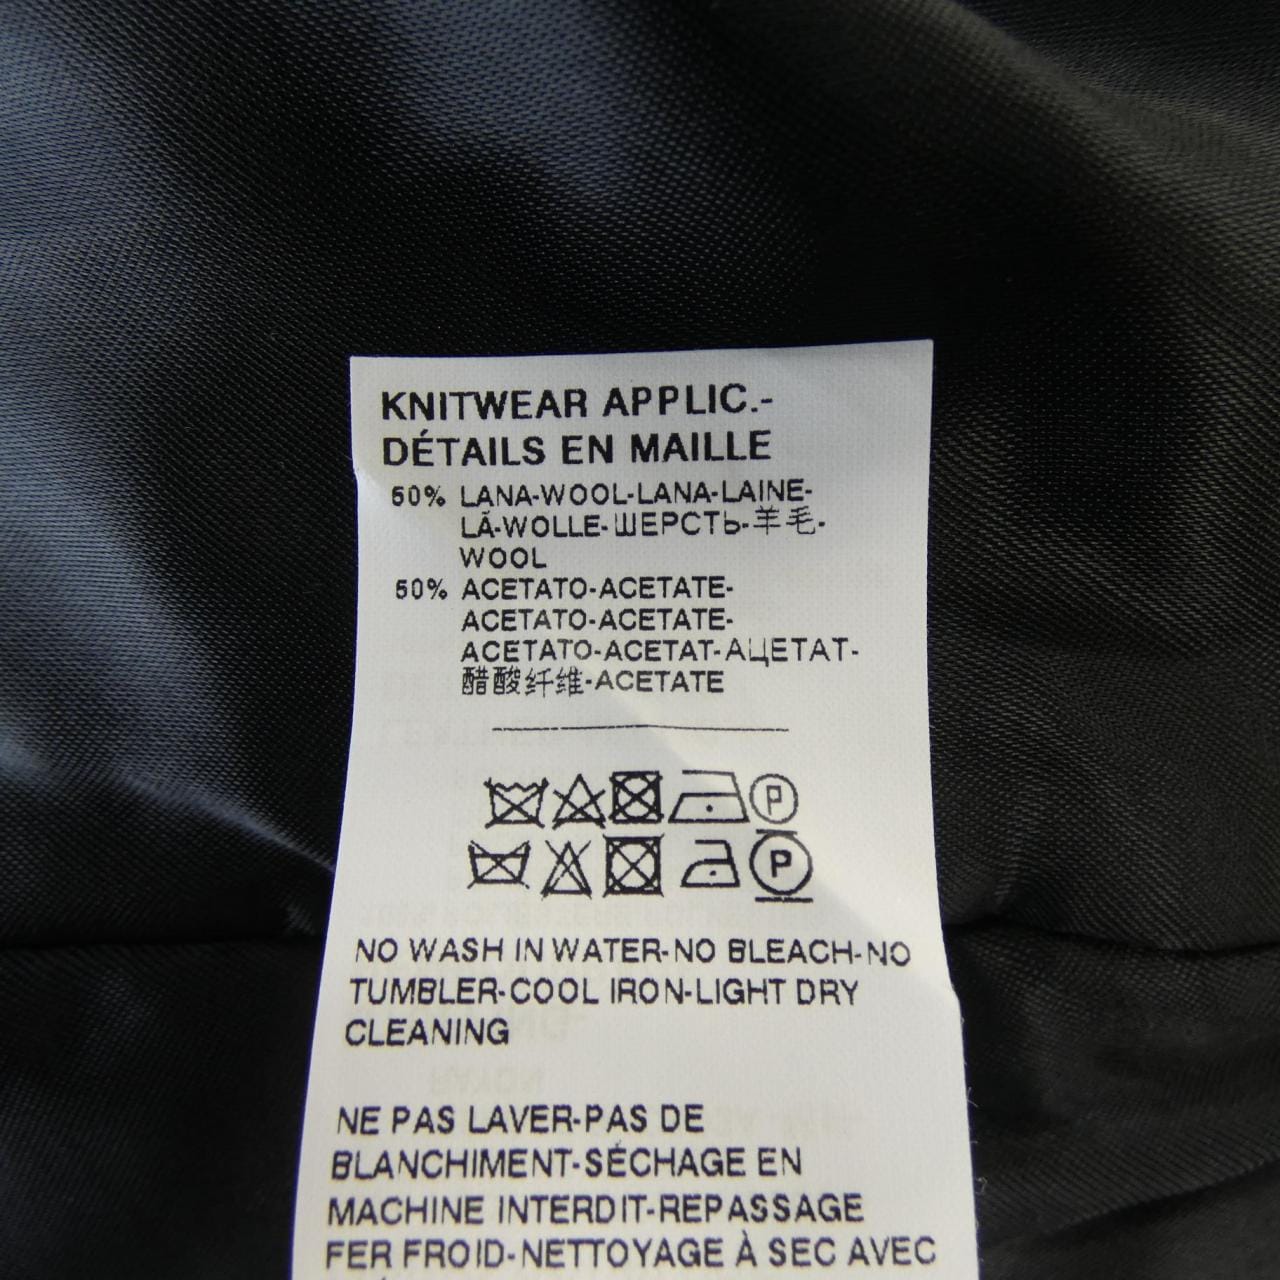 KNITWEAR APPLIC.-
DÉTAILS EN MAILLE
50% LANA-WOOL-LANA-LAINE-
LÃ-WOLLE-ШЕРСТЬ-羊毛-
WOOL
50% ACETATO-ACETATE-
ACETATO-ACETATE-
ACETATO-ACETAT-АЦЕТАТ-
醋酸纤维-ACETATE
P
P
NO WASH IN WATER-NO BLEACH-NO
TUMBLER-COOL IRON-LIGHT DRY
CLEANING
NE PAS LAVER-PAS DE
BLANCHIMENT-SÉCHAGE EN
MACHINE INTERDIT-REPASSAGE
FER FROID-NETTOYAGE À SEC AVEC